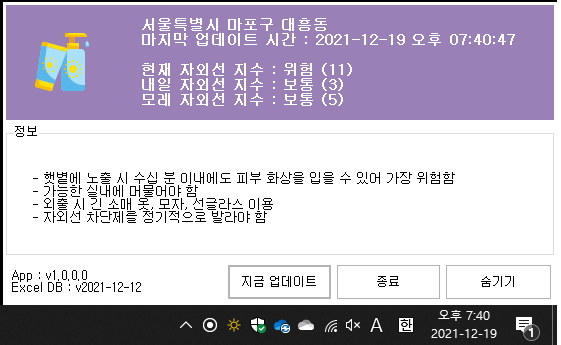 서울특별시 마포구 대흥동
마지막 업데이트 시간 : 2021-12-19 오후 07:40:47
현재 자외선 지수 : 위험 (11)
내일 자외선 지수 : 보통 (3)
모레 자외선 지수 : 보통 (5)
정보
- 햇볕에 노출 시 수십 분 이내에도 피부 화상을 입을 수 있어 가장 위험함
- 가능한 실내에 머물어야 함
- 외출 시 긴 소매 옷, 모자, 선글라스 이용
- 자외선 차단제를 정기적으로 발라야 함
App : v1,0,0,0
Excel DB : v2021-12-12
지금 업데이트
종료
숨기기
A 한
오후 7:40
2021-12-19
1